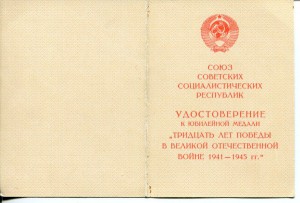 СОЮЗ
СОВЕТСКИХ
СОЦИАЛИСТИЧЕСКИХ
РЕСПУБЛИК
УДОСТОВЕРЕНИЕ
К ЮБИЛЕЙНОЙ МЕДАЛИ
„ТРИДЦАТЬ ЛЕТ ПОБЕДЫ
В ВЕЛИКОЙ ОТЕЧЕСТВЕННОЙ
ВОЙНЕ 1941—1945 гг.“